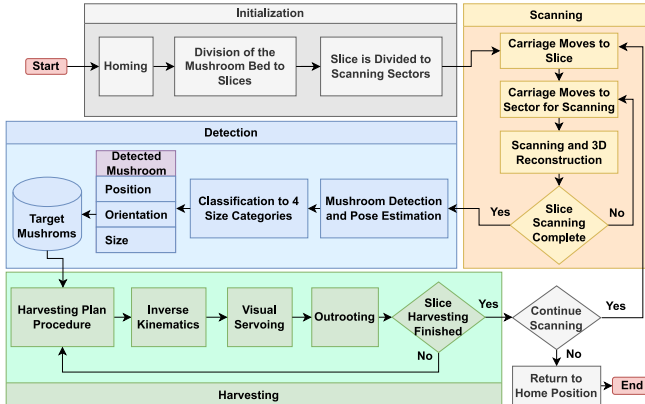 Initialization
Scanning
Start
Homing
Division of the
Mushroom Bed to
Slices
Slice is Divided to
Scanning Sectors
Carriage Moves to
Slice
Carriage Moves to
Sector for Scanning
Scanning and 3D
Reconstruction
Slice
Scanning
Complete
Yes
No
Detection
Mushroom Detection
and Pose Estimation
Classification to 4
Size Categories
Detected
Mushroom
Position
Orientation
Size
Target
Mushroms
Harvesting Plan
Procedure
Inverse
Kinematics
Visual
Servoing
Outrooting
Slice
Harvesting
Finished
Yes
No
Harvesting
Continue
Scanning
Yes
No
Return to
Home Position
End